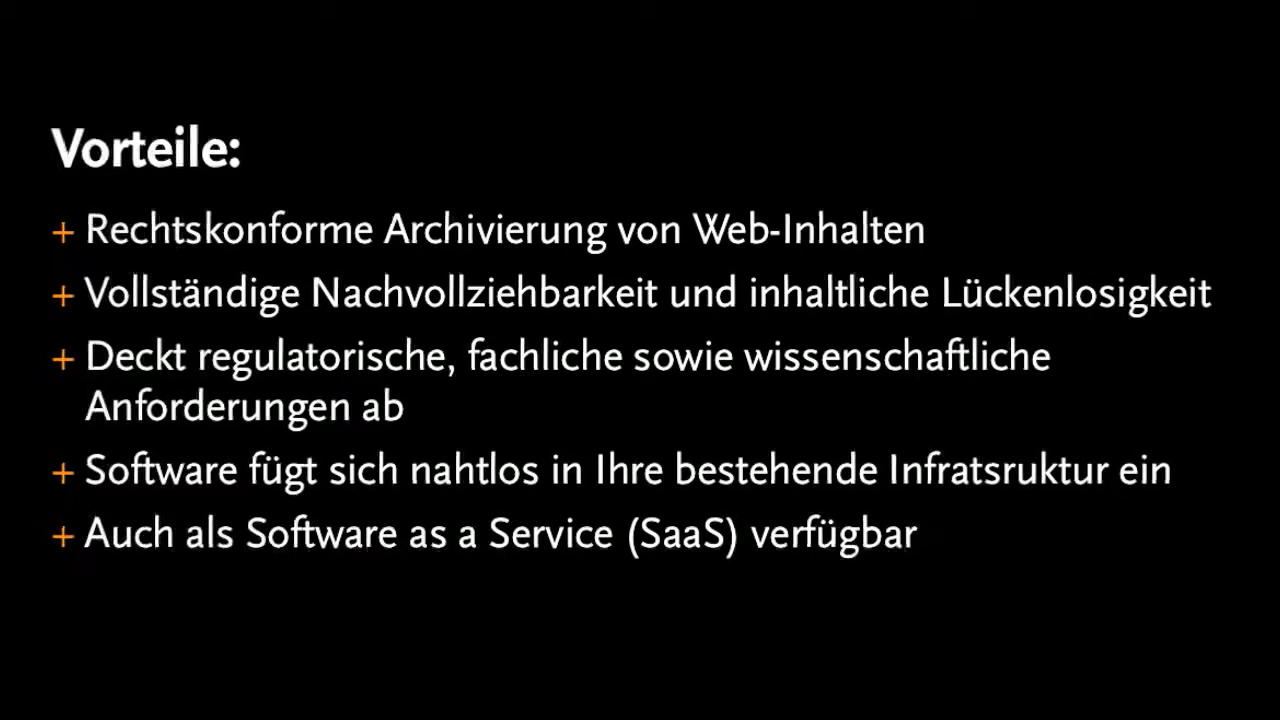 Vorteile:
+ Rechtskonforme Archivierung von Web-Inhalten
+ Vollständige Nachvollziehbarkeit und inhaltliche Lückenlosigkeit
+ Deckt regulatorische, fachliche sowie wissenschaftliche
Anforderungen ab
+ Software fügt sich nahtlos in Ihre bestehende Infratsruktur ein
+ Auch als Software as a Service (SaaS) verfügbar